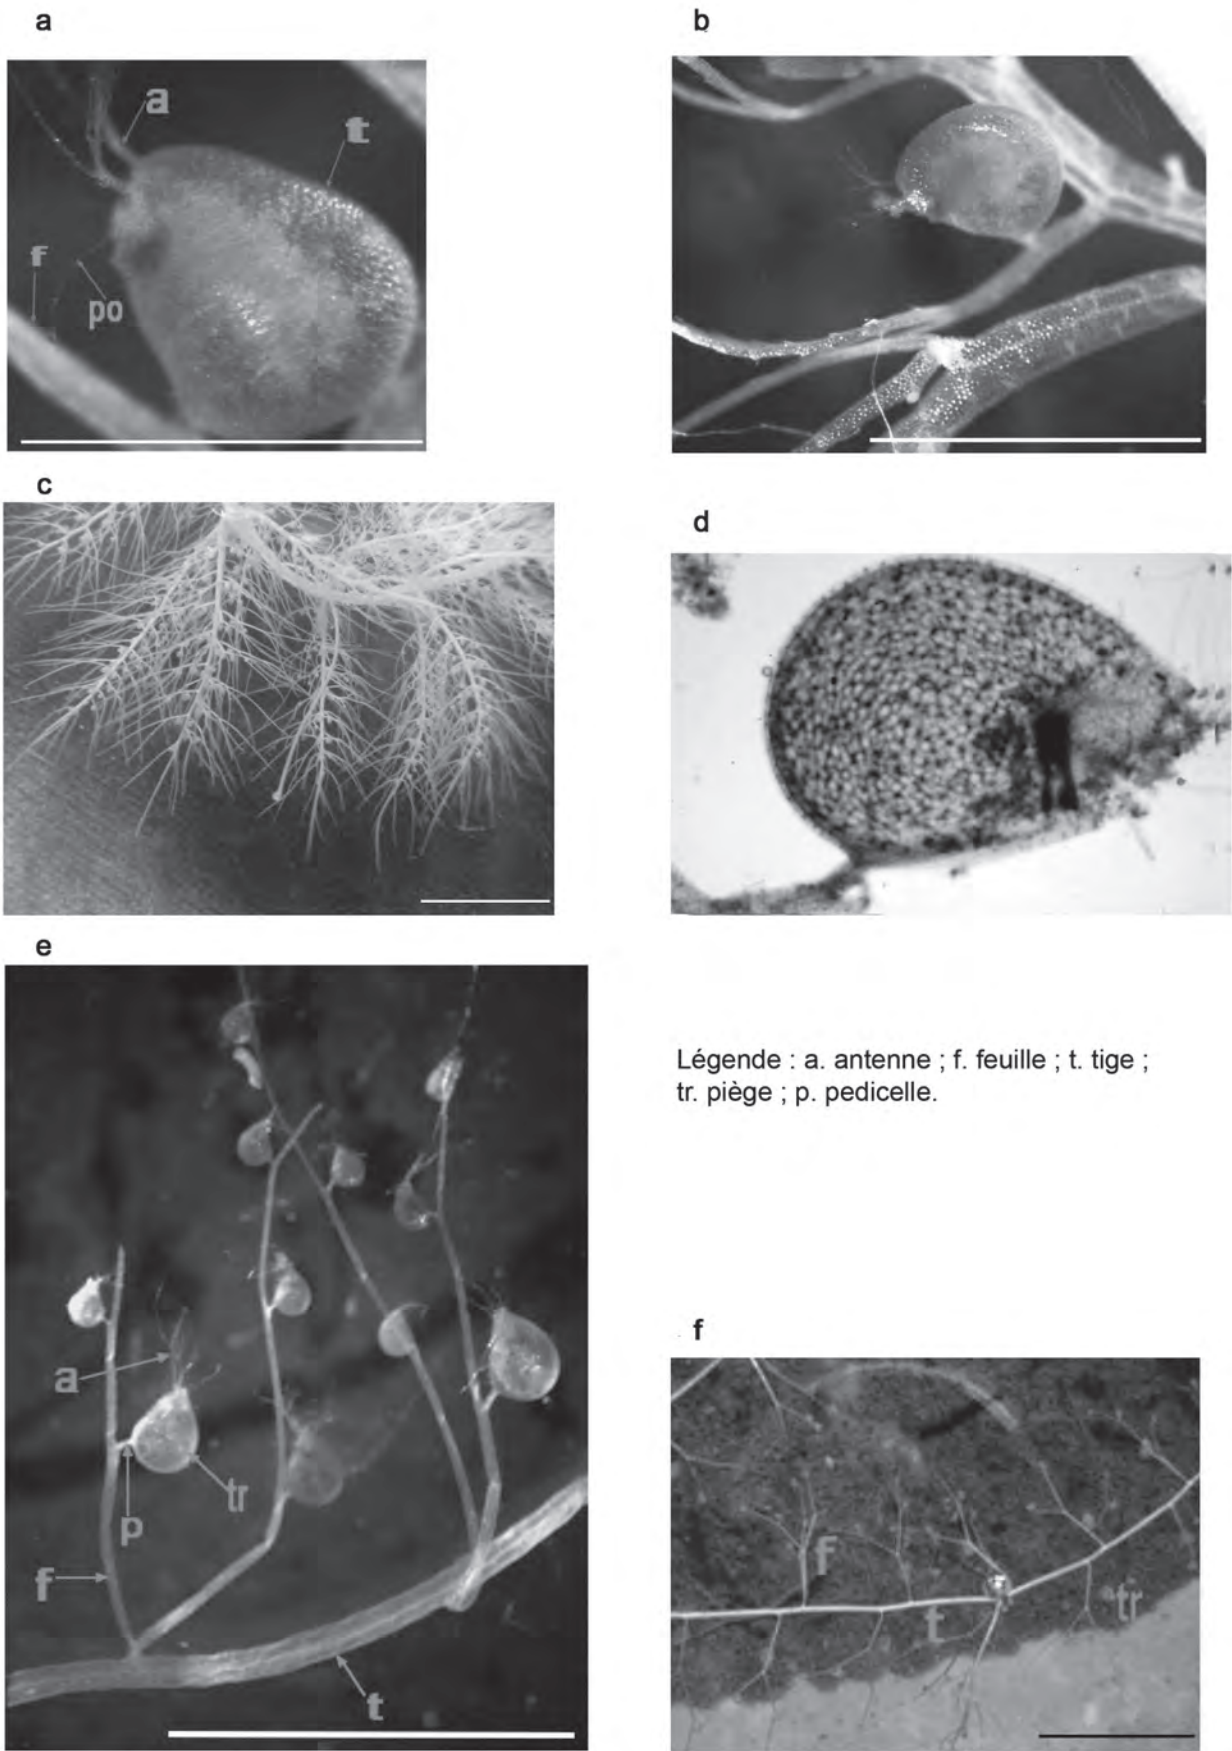 a
b
a
t
f
po
c
d
e
Légende : a. antenne ; f. feuille ; t. tige ;
tr. piège ; p. pedicelle.
a
tr
p
f
t
f
f
t
tr